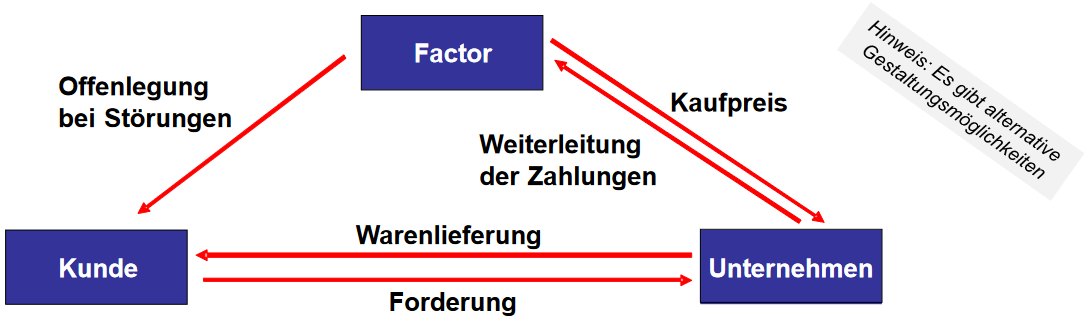 Factor
Hinweis: Es gibt alternative
Gestaltungsmöglichkeiten
Offenlegung
bei Störungen
Kaufpreis
Weiterleitung
der Zahlungen
Kunde
Warenlieferung
Forderung
Unternehmen